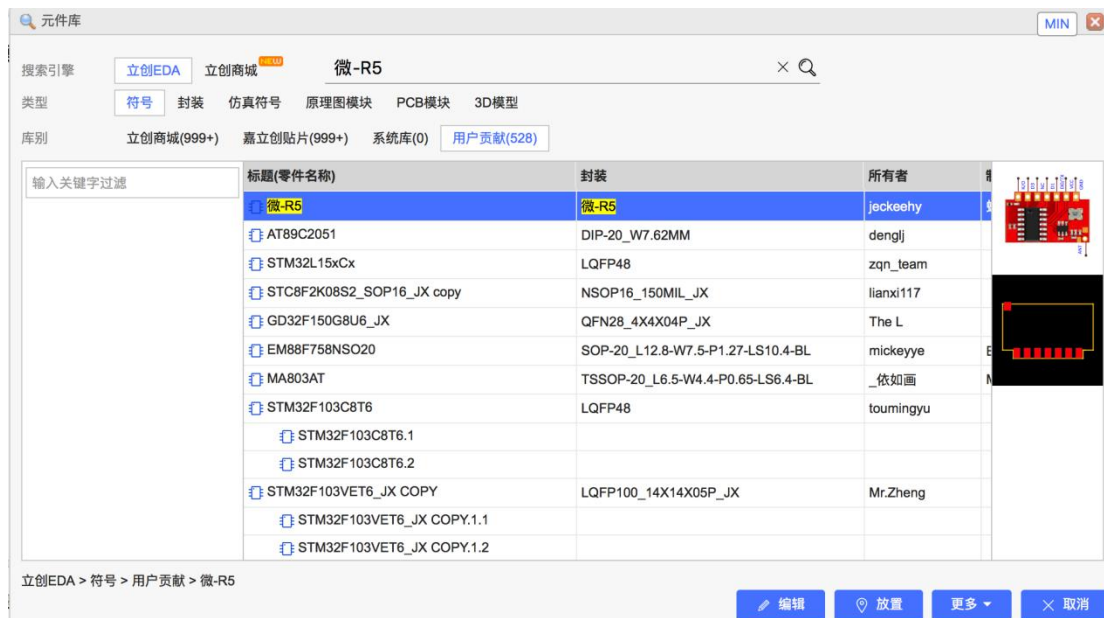 元件库 MIN
搜索引擎 立创EDA 立创商城 NEW 微-R5
类型 符号 封装 仿真符号 原理图模块 PCB模块 3D模型
库别 立创商城(999+) 嘉立创贴片(999+) 系统库(0) 用户贡献(528)
输入关键字过滤 标题(零件名称) 封装 所有者
微-R5 微-R5 jeckeehy
AT89C2051 DIP-20_W7.62MM denglj
STM32L15xCx LQFP48 zqn_team
STC8F2K08S2_SOP16_JX copy NSOP16_150MIL_JX lianxi117
GD32F150G8U6_JX QFN28_4X4X04P_JX The L
EM88F758NSO20 SOP-20_L12.8-W7.5-P1.27-LS10.4-BL mickeyye
MA803AT TSSOP-20_L6.5-W4.4-P0.65-LS6.4-BL _依如画
STM32F103C8T6 LQFP48 toumingyu
STM32F103C8T6.1
STM32F103C8T6.2
STM32F103VET6_JX COPY LQFP100_14X14X05P_JX Mr.Zheng
STM32F103VET6_JX COPY.1.1
STM32F103VET6_JX COPY.1.2
立创EDA > 符号 > 用户贡献 > 微-R5
编辑 放置 更多 取消